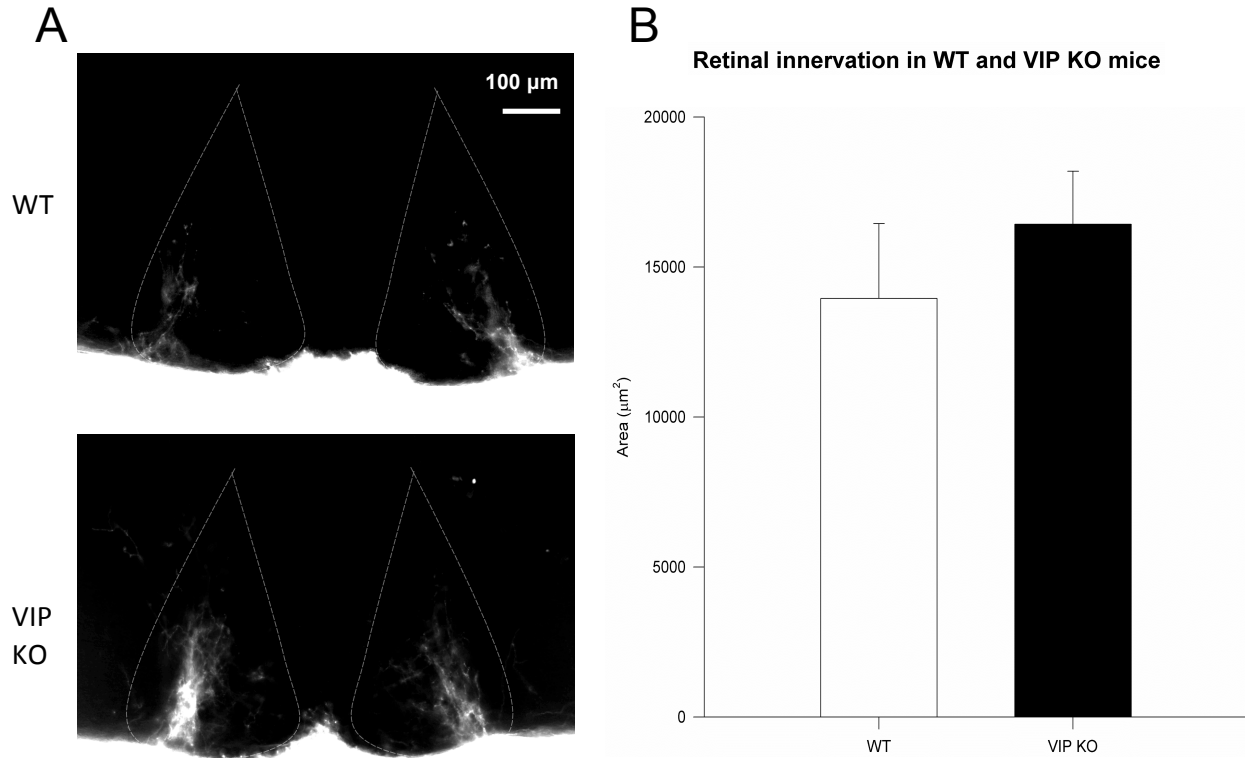 A
100 μm
WT
VIP
KO
B
Retinal innervation in WT and VIP KO mice
20000
15000
10000
5000
0
Area (μm²)
WT
VIP KO